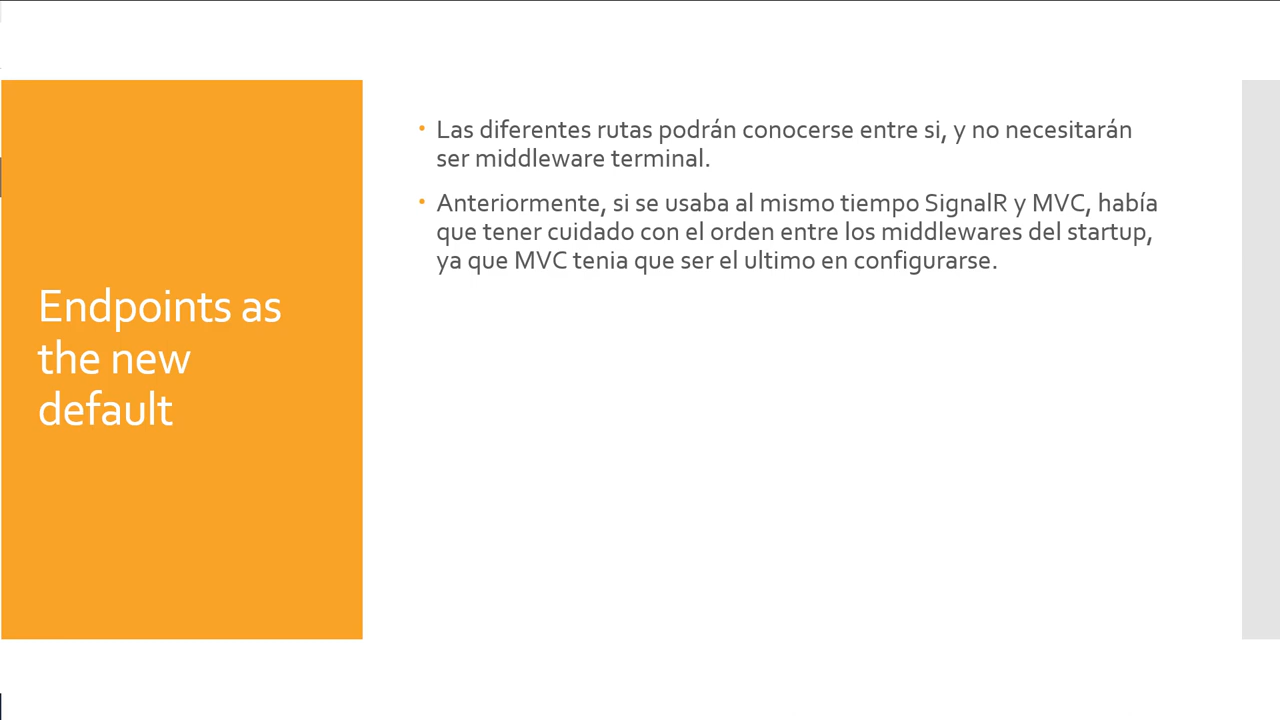 Endpoints as
the new
default
• Las diferentes rutas podrán conocerse entre si, y no necesitarán
ser middleware terminal.
• Anteriormente, si se usaba al mismo tiempo SignalR y MVC, había
que tener cuidado con el orden entre los middlewares del startup,
ya que MVC tenia que ser el ultimo en configurarse.